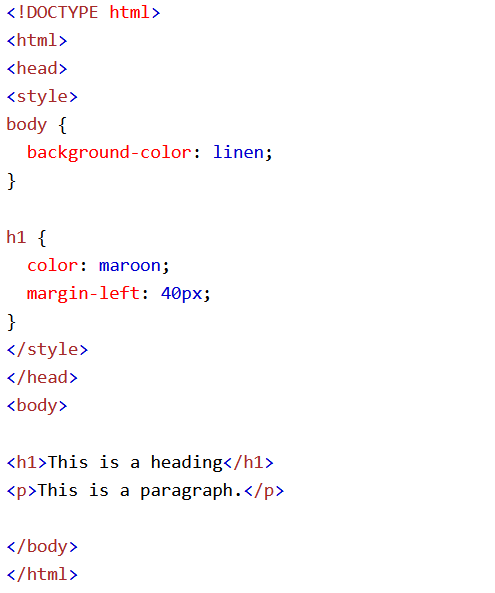 <!DOCTYPE html>
<html>
<head>
<style>
body {
  background-color: linen;
}

h1 {
  color: maroon;
  margin-left: 40px;
}
</style>
</head>
<body>

<h1>This is a heading</h1>
<p>This is a paragraph.</p>

</body>
</html>